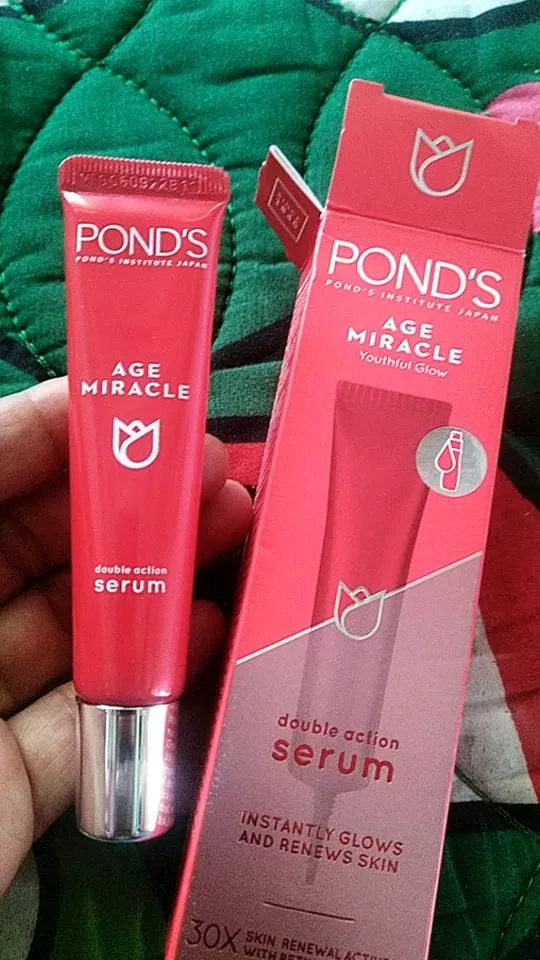 POND'S
POND'S INSTITUTE JAPAN
AGE
MIRACLE
double action
serum
POND'S
POND'S INSTITUTE JAPAN
AGE
MIRACLE
Youthful Glow
double action
serum
INSTANTLY GLOWS
AND RENEWS SKIN
30X SKIN RENEWAL ACTIVE
WITH